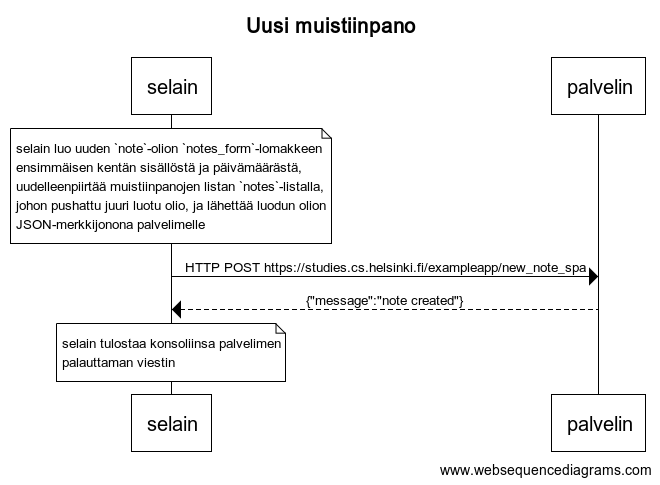 Uusi muistiinpano
selain
palvelin
selain luo uuden `note`-olion `notes_form`-lomakkeen
ensimmäisen kentän sisällöstä ja päivämäärästä,
uudelleenpiirtää muistiinpanojen listan `notes`-listalla,
johon pushattu juuri luotu olio, ja lähettää luodun olion
JSON-merkkijonona palvelimelle
HTTP POST https://studies.cs.helsinki.fi/exampleapp/new_note_spa
{"message":"note created"}
selain tulostaa konsoliinsa palvelimen
palauttaman viestin
selain
palvelin
www.websequencediagrams.com